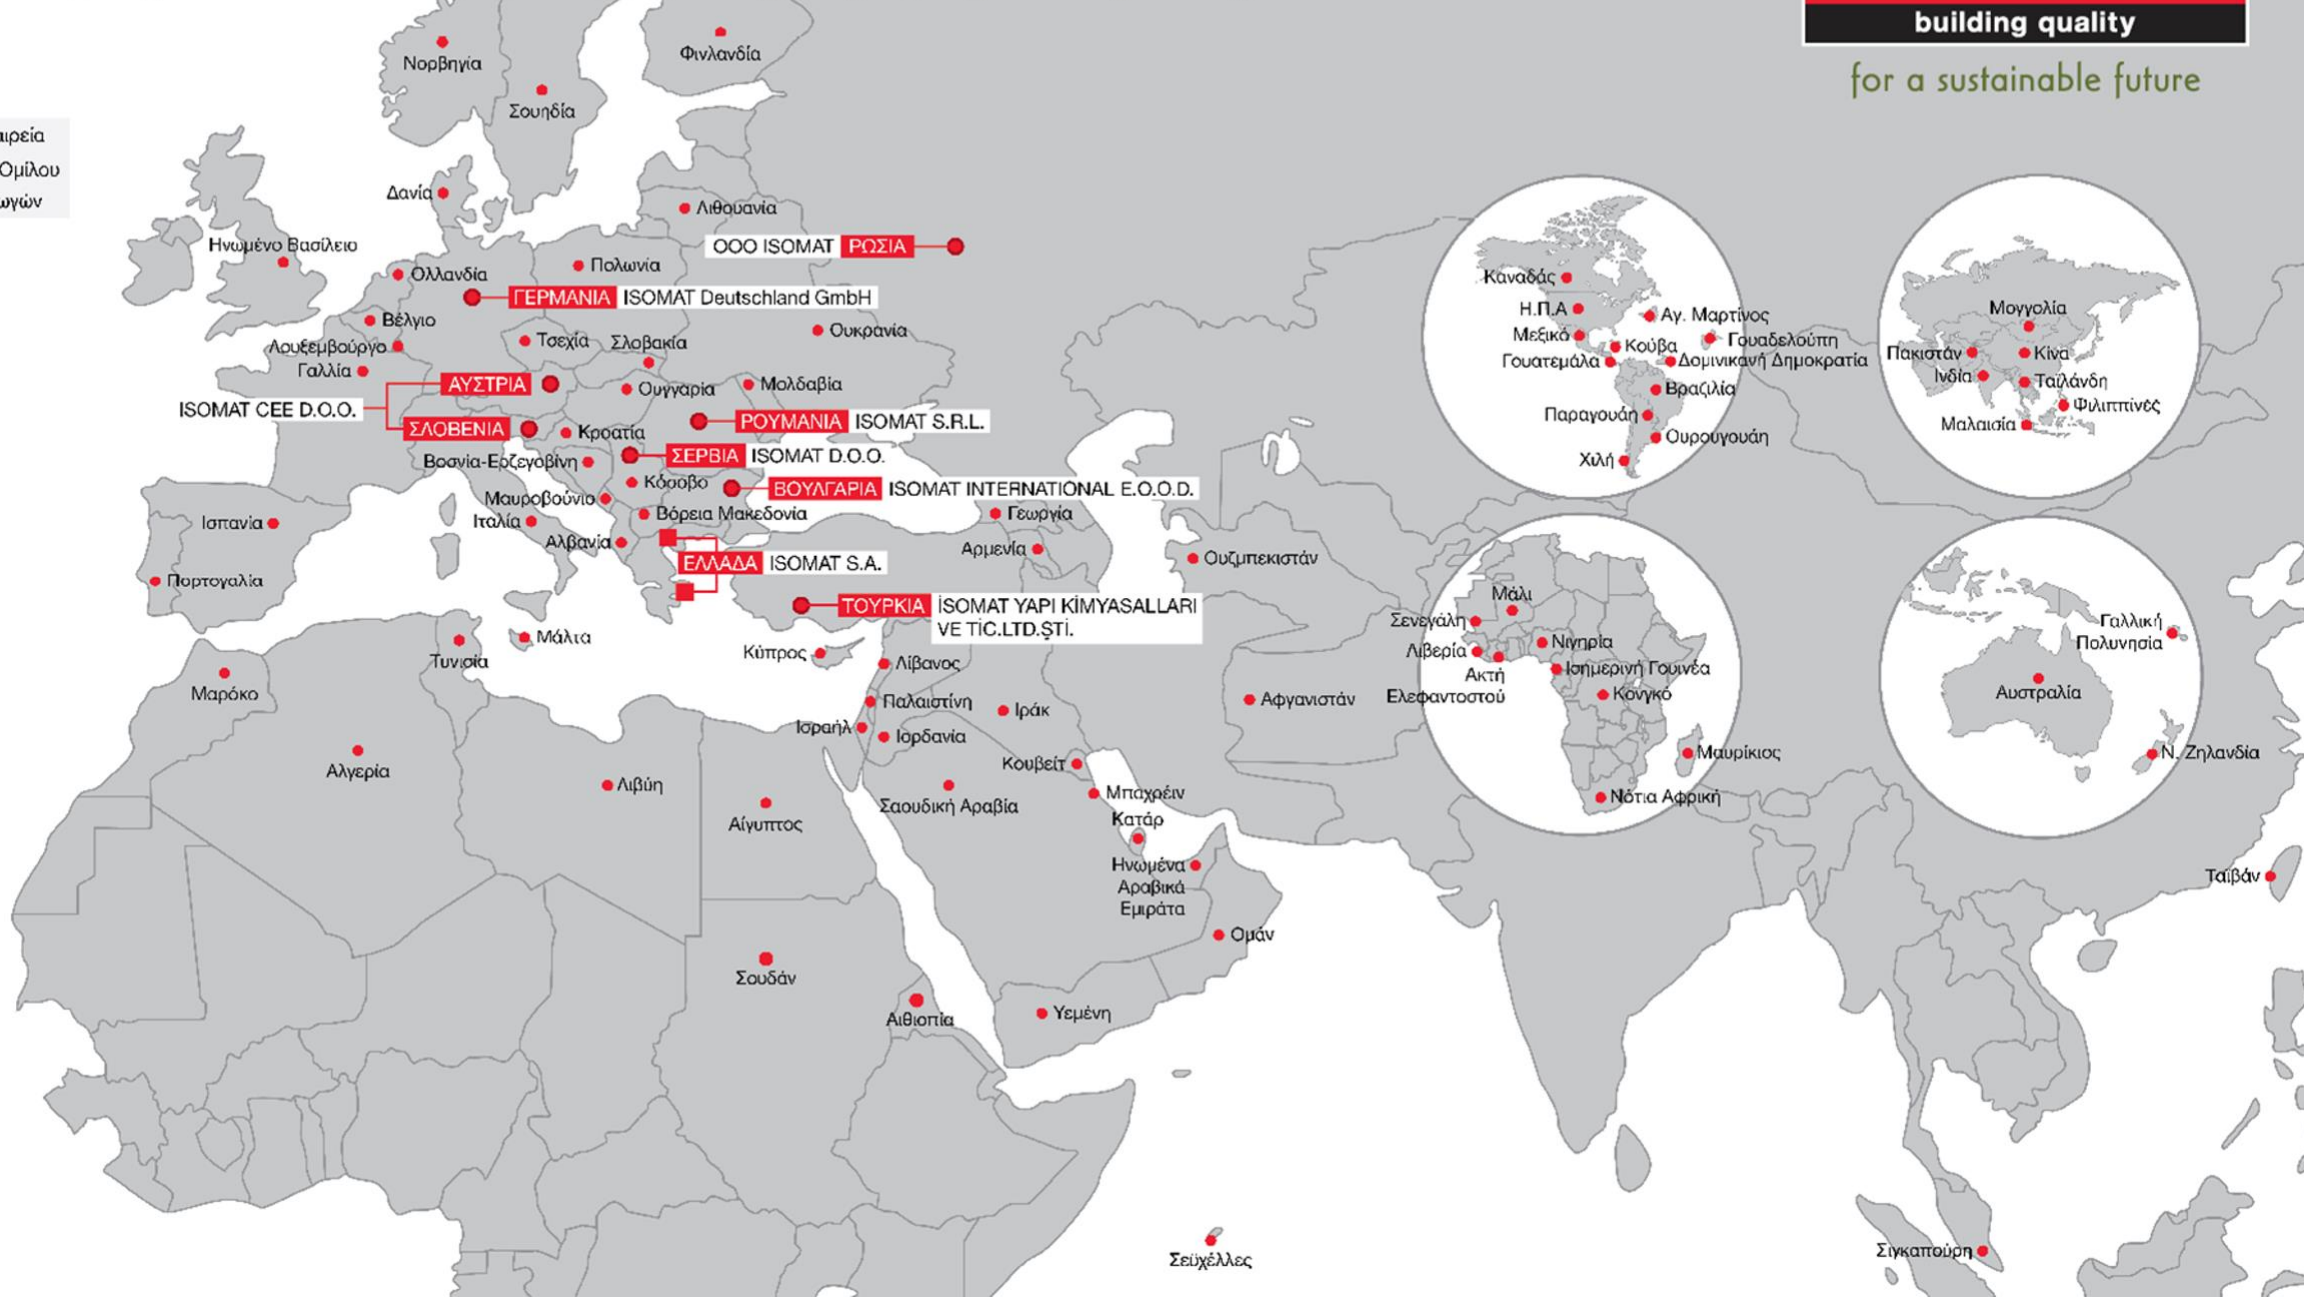 building quality
for a sustainable future
Ομίλου
Νορβηγία
Φινλανδία
Σουηδία
Δανία
Λιθουανία
Ηνωμένο Βασίλειο
ΟΟΟ ISOMAT ΡΩΣΙΑ
Ολλανδία
Πολωνία
ΓΕΡΜΑΝΙΑ ISOMAT Deutschland GmbH
Βέλγιο
Ουκρανία
Τσεχία
Σλοβακία
Λουξεμβούργο
Γαλλία
ΑΥΣΤΡΙΑ
Ουγγαρία
Μολδαβία
ISOMAT CEE D.O.O.
ΣΛΟΒΕΝΙΑ
Κροατία
ΡΟΥΜΑΝΙΑ ISOMAT S.R.L.
Βοσνία-Ερζεγοβίνη
ΣΕΡΒΙΑ ISOMAT D.O.O.
Κόσοβο
ΒΟΥΛΓΑΡΙΑ ISOMAT INTERNATIONAL E.O.O.D.
Μαυροβούνιο
Ισπανία
Ιταλία
Βόρεια Μακεδονία
Γεωργία
Αλβανία
Αρμενία
ΕΛΛΑΔΑ ISOMAT S.A.
Ουζμπεκιστάν
Πορτογαλία
ΤΟΥΡΚΙΑ İSOMAT YAPI KİMYASALLARI
VE TİC.LTD.ŞTİ.
Μάλτα
Τυνισία
Κύπρος
Λίβανος
Μαρόκο
Παλαιστίνη
Ιράκ
Αφγανιστάν
Ισραήλ
Ιορδανία
Αλγερία
Κουβείτ
Λιβύη
Σαουδική Αραβία
Μπαχρέιν
Αίγυπτος
Κατάρ
Ηνωμένα
Αραβικά
Εμιράτα
Ομάν
Σουδάν
Αιθιοπία
Υεμένη
Σεϋχέλλες
Καναδάς
Η.Π.Α
Αγ. Μαρτίνος
Μεξικό
Γουαδελούπη
Κούβα
Γουατεμάλα
Δομινικανή Δημοκρατία
Βραζιλία
Παραγουάη
Ουρουγουάη
Χιλή
Μογγολία
Πακιστάν
Κίνα
Ινδία
Ταϊλάνδη
Φιλιππίνες
Μαλαισία
Μάλι
Σενεγάλη
Νιγηρία
Λιβερία
Ισημερινή Γουινέα
Ακτή
Ελεφαντοστού
Κονγκό
Μαυρίκιος
Νότια Αφρική
Γαλλική
Πολυνησία
Αυστραλία
Ν. Ζηλανδία
Ταϊβάν
Σιγκαπούρη